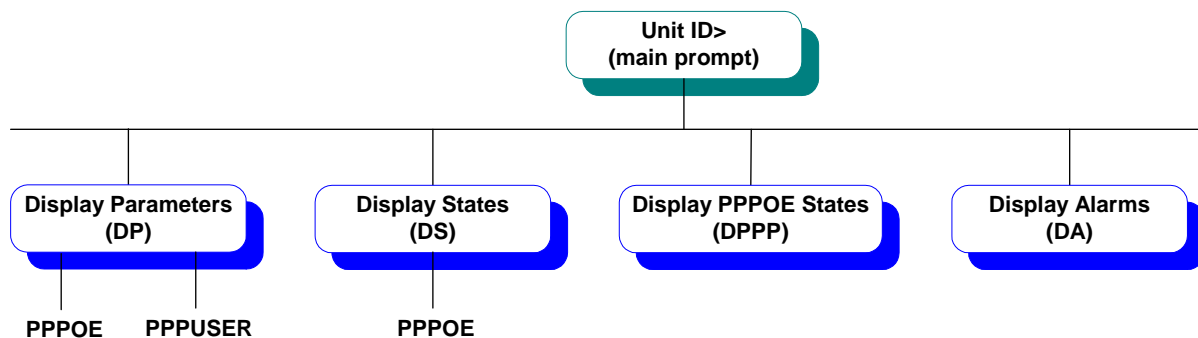 Unit ID>
(main prompt)
Display Parameters
(DP)
Display States
(DS)
Display PPPOE States
(DPPP)
Display Alarms
(DA)
PPPOE
PPPUSER
PPPOE